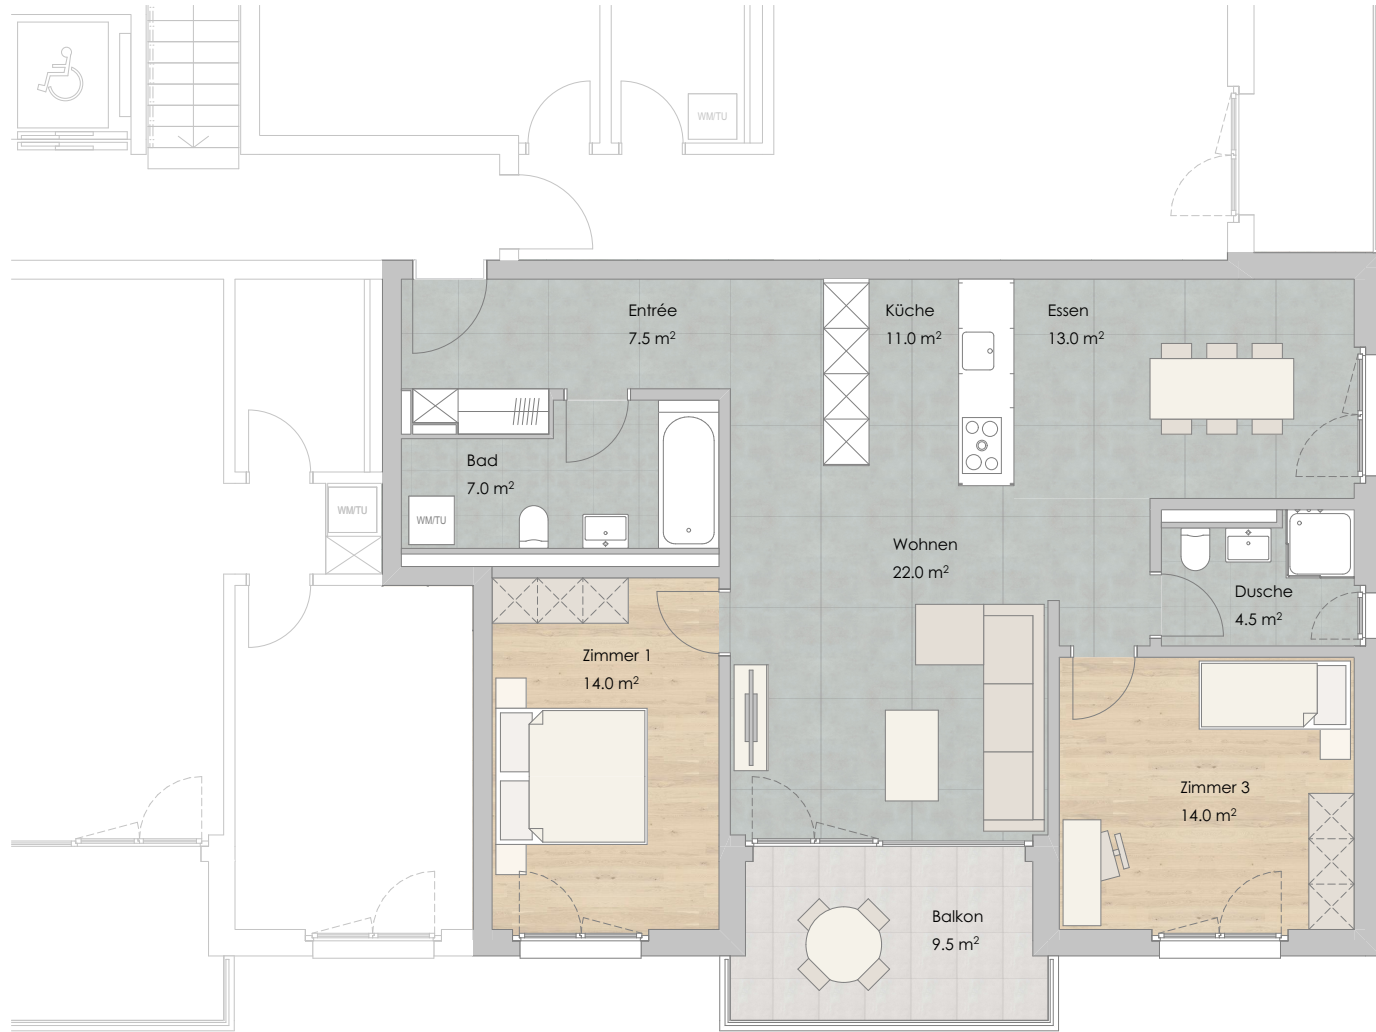 WM/TU
Entrée
7.5 m²
Küche
11.0 m²
Essen
13.0 m²
Bad
7.0 m²
WM/TU
WM/TU
Wohnen
22.0 m²
Dusche
4.5 m²
Zimmer 1
14.0 m²
Zimmer 3
14.0 m²
Balkon
9.5 m²